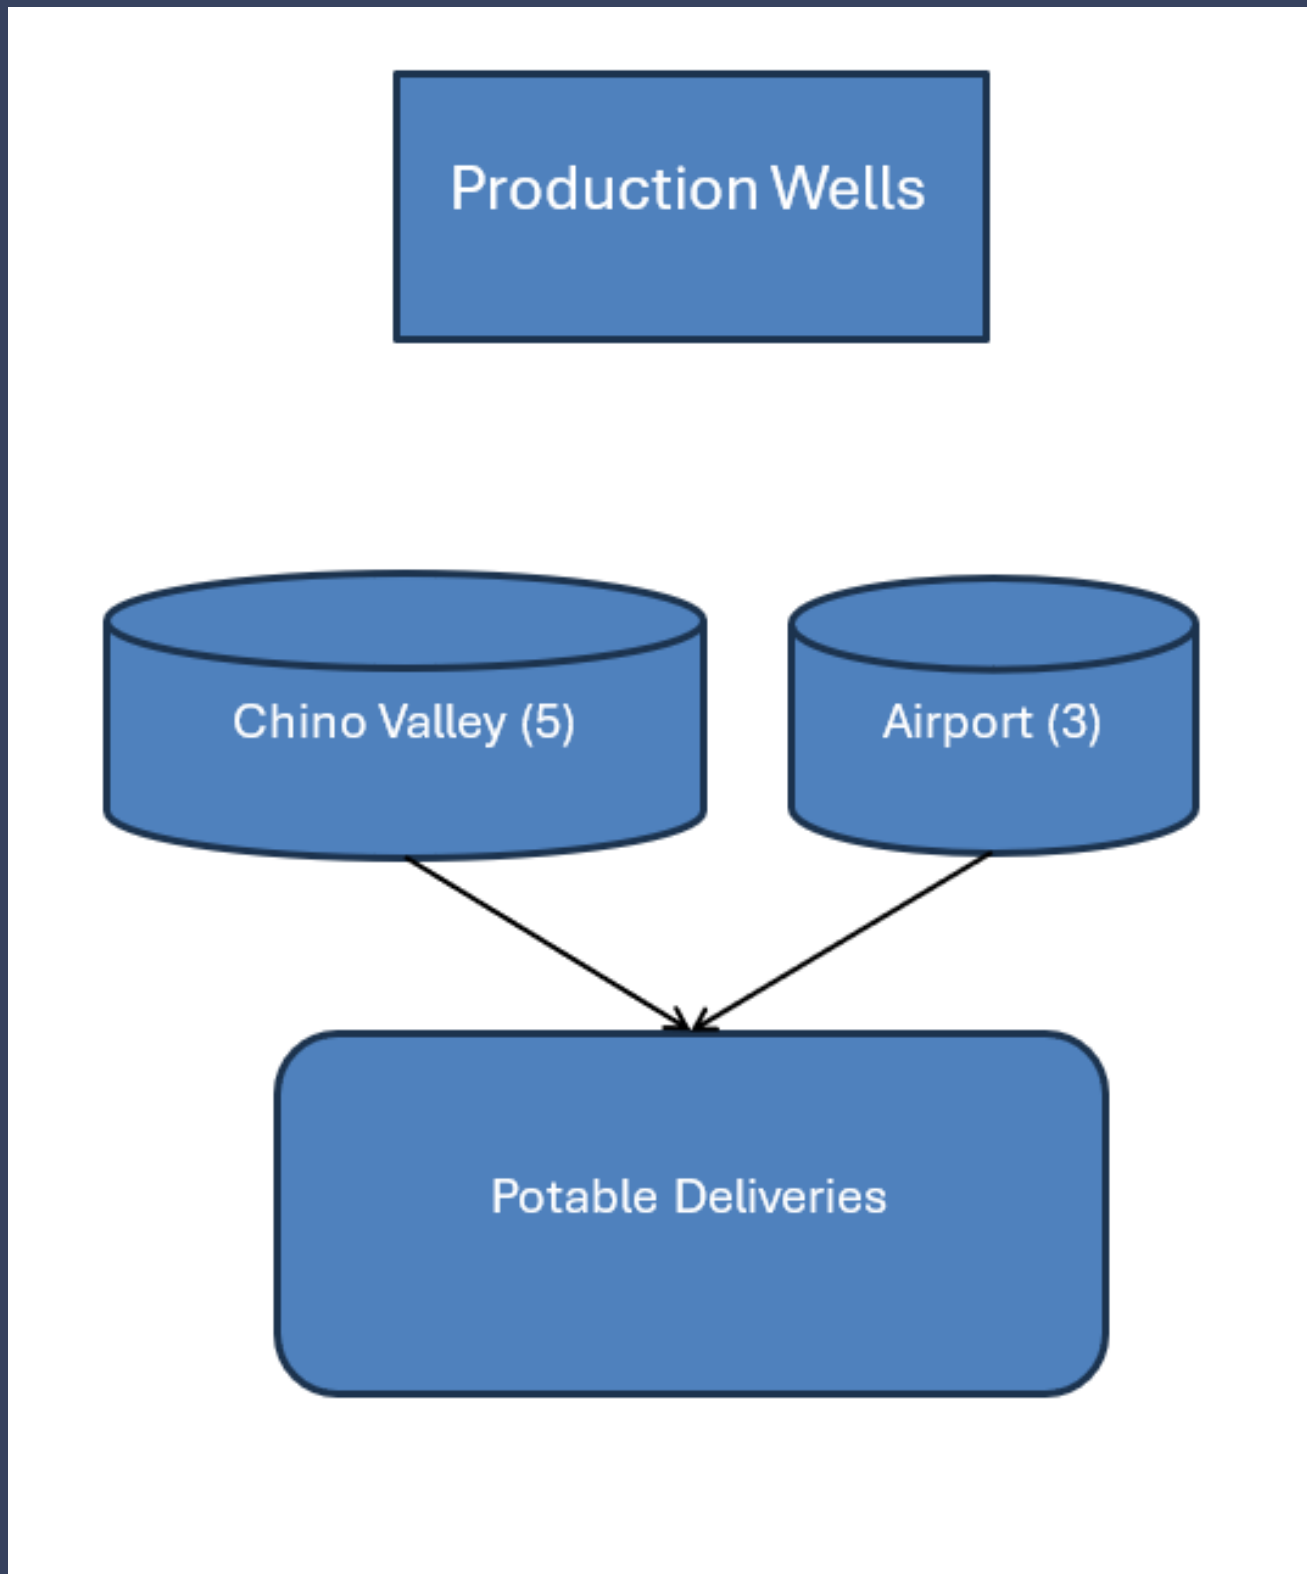 Production Wells
Chino Valley (5)
Airport (3)
Potable Deliveries